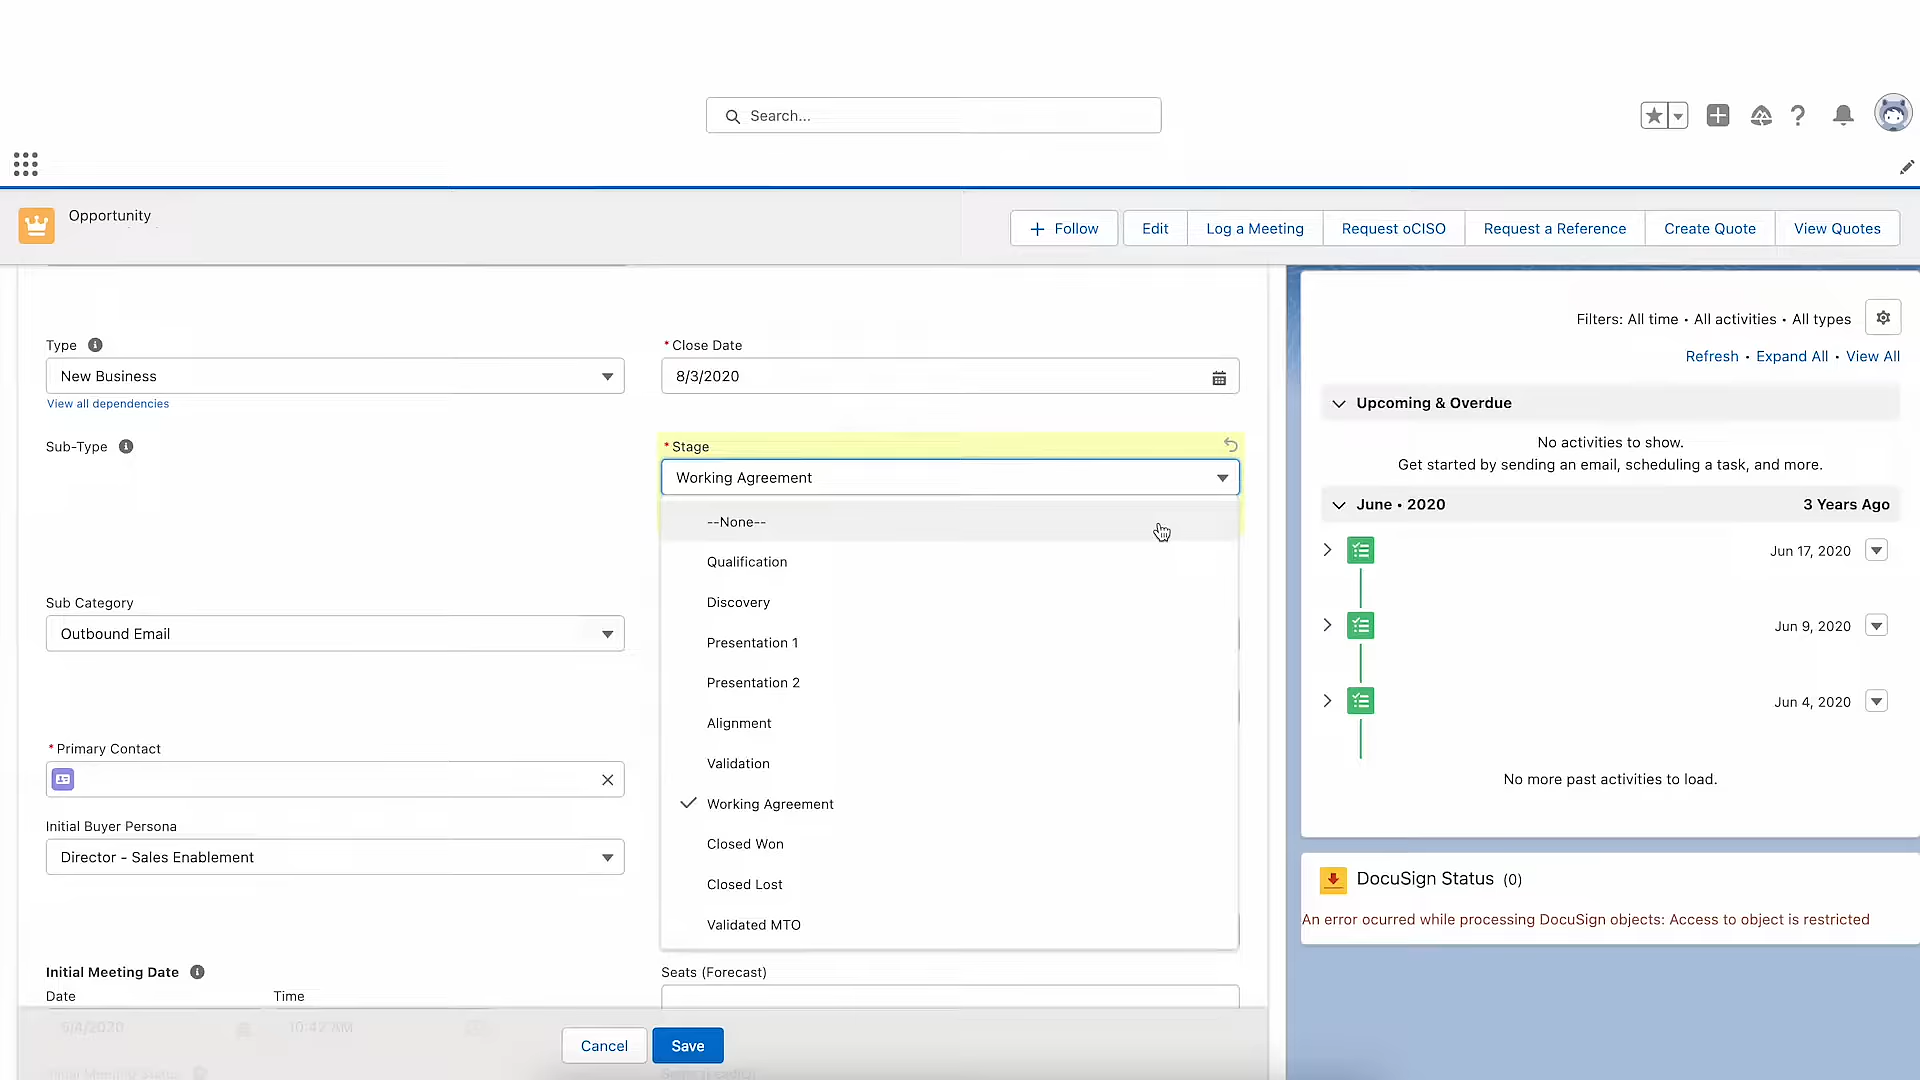 Search...
Opportunity
Follow
Edit
Log a Meeting
Request oCISO
Request a Reference
Create Quote
View Quotes
Type
New Business
View all dependencies
* Close Date
8/3/2020
Sub-Type
* Stage
Working Agreement
--None--
Qualification
Discovery
Presentation 1
Presentation 2
Alignment
Validation
Working Agreement
Closed Won
Closed Lost
Validated MTO
Sub Category
Outbound Email
* Primary Contact
Initial Buyer Persona
Director - Sales Enablement
Initial Meeting Date
Date
Time
10:42 AM
Seats (Forecast)
Cancel
Save
Filters: All time • All activities • All types
Refresh • Expand All • View All
Upcoming & Overdue
No activities to show.
Get started by sending an email, scheduling a task, and more.
June • 2020
3 Years Ago
Jun 17, 2020
Jun 9, 2020
Jun 4, 2020
No more past activities to load.
DocuSign Status (0)
An error ocurred while processing DocuSign objects: Access to object is restricted